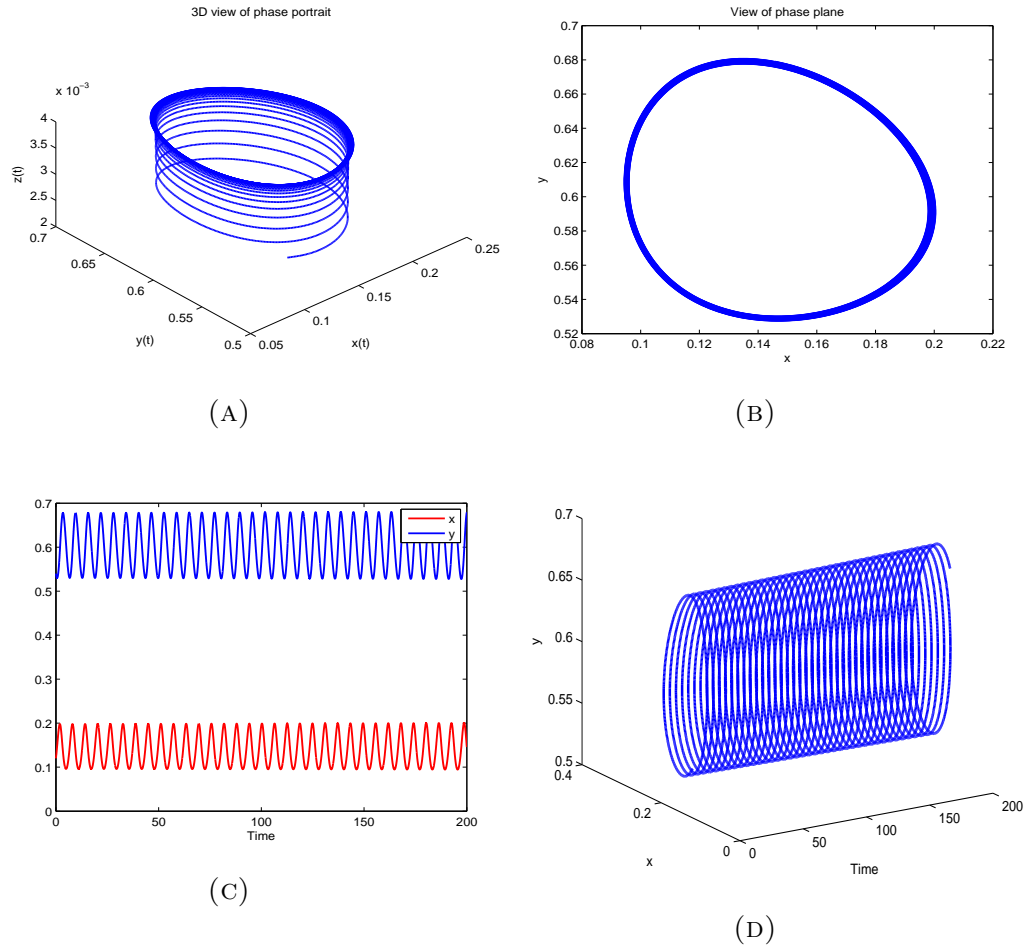 3D view of phase portrait
x 10⁻³
4
3.5
3
2.5
2
z(t)
0.7
0.65
0.6
0.55
0.5
y(t)
0.05
0.1
0.15
0.2
0.25
x(t)
(A)
View of phase plane
0.7
0.68
0.66
0.64
0.62
0.6
0.58
0.56
0.54
0.52
y
0.08 0.1 0.12 0.14 0.16 0.18 0.2 0.22
x
(B)
0.7
0.6
0.5
0.4
0.3
0.2
0.1
0
x
y
0 50 100 150 200
Time
(C)
0.7
0.65
0.6
0.55
0.5
y
0.4
0.2
0
x
0
50
100
150
200
Time
(D)